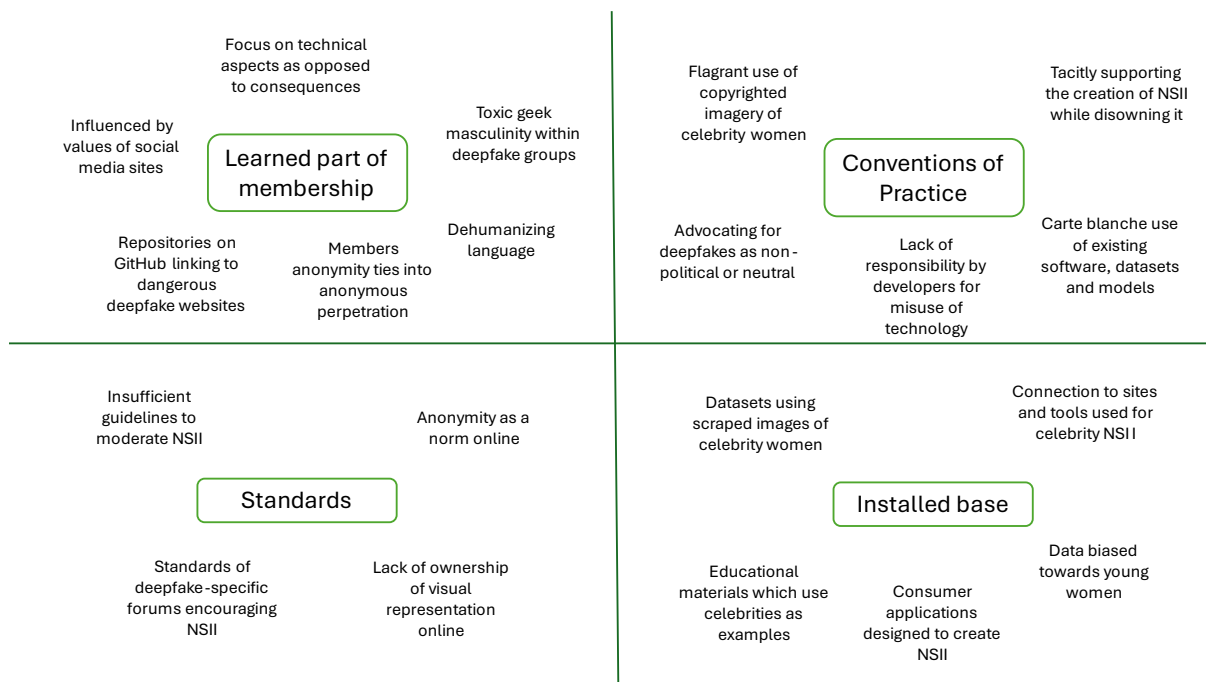 Focus on technical
aspects as opposed
to consequences
Influenced by
values of social
media sites
Learned part of
membership
Toxic geek
masculinity within
deepfake groups
Repositories on
GitHub linking to
dangerous
deepfake websites
Members
anonymity ties into
anonymous
perpetration
Dehumanizing
language
Flagrant use of
copyrighted
imagery of
celebrity women
Tacitly supporting
the creation of NSII
while disowning it
Conventions of
Practice
Advocating for
deepfakes as non-
political or neutral
Lack of
responsibility by
developers for
misuse of
technology
Carte blanche use
of existing
software, datasets
and models
Insufficient
guidelines to
moderate NSII
Anonymity as a
norm online
Standards
Standards of
deepfake-specific
forums encouraging
NSII
Lack of ownership
of visual
representation
online
Datasets using
scraped images of
celebrity women
Connection to sites
and tools used for
celebrity NSII
Installed base
Educational
materials which use
celebrities as
examples
Consumer
applications
designed to create
NSII
Data biased
towards young
women